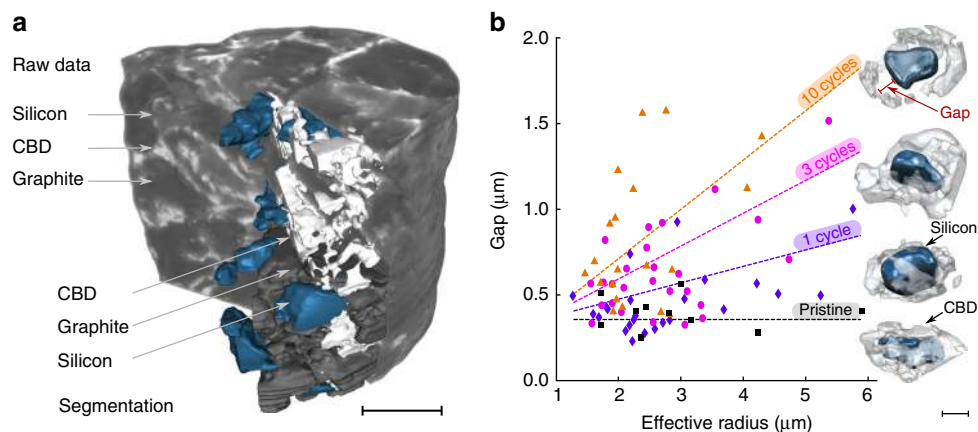 a
Raw data
Silicon
CBD
Graphite
CBD
Graphite
Silicon
Segmentation
b
2.0
1.5
1.0
0.5
0.0
Gap (μm)
1 2 3 4 5 6
Effective radius (μm)
10 cycles
3 cycles
1 cycle
Pristine
Gap
Silicon
CBD